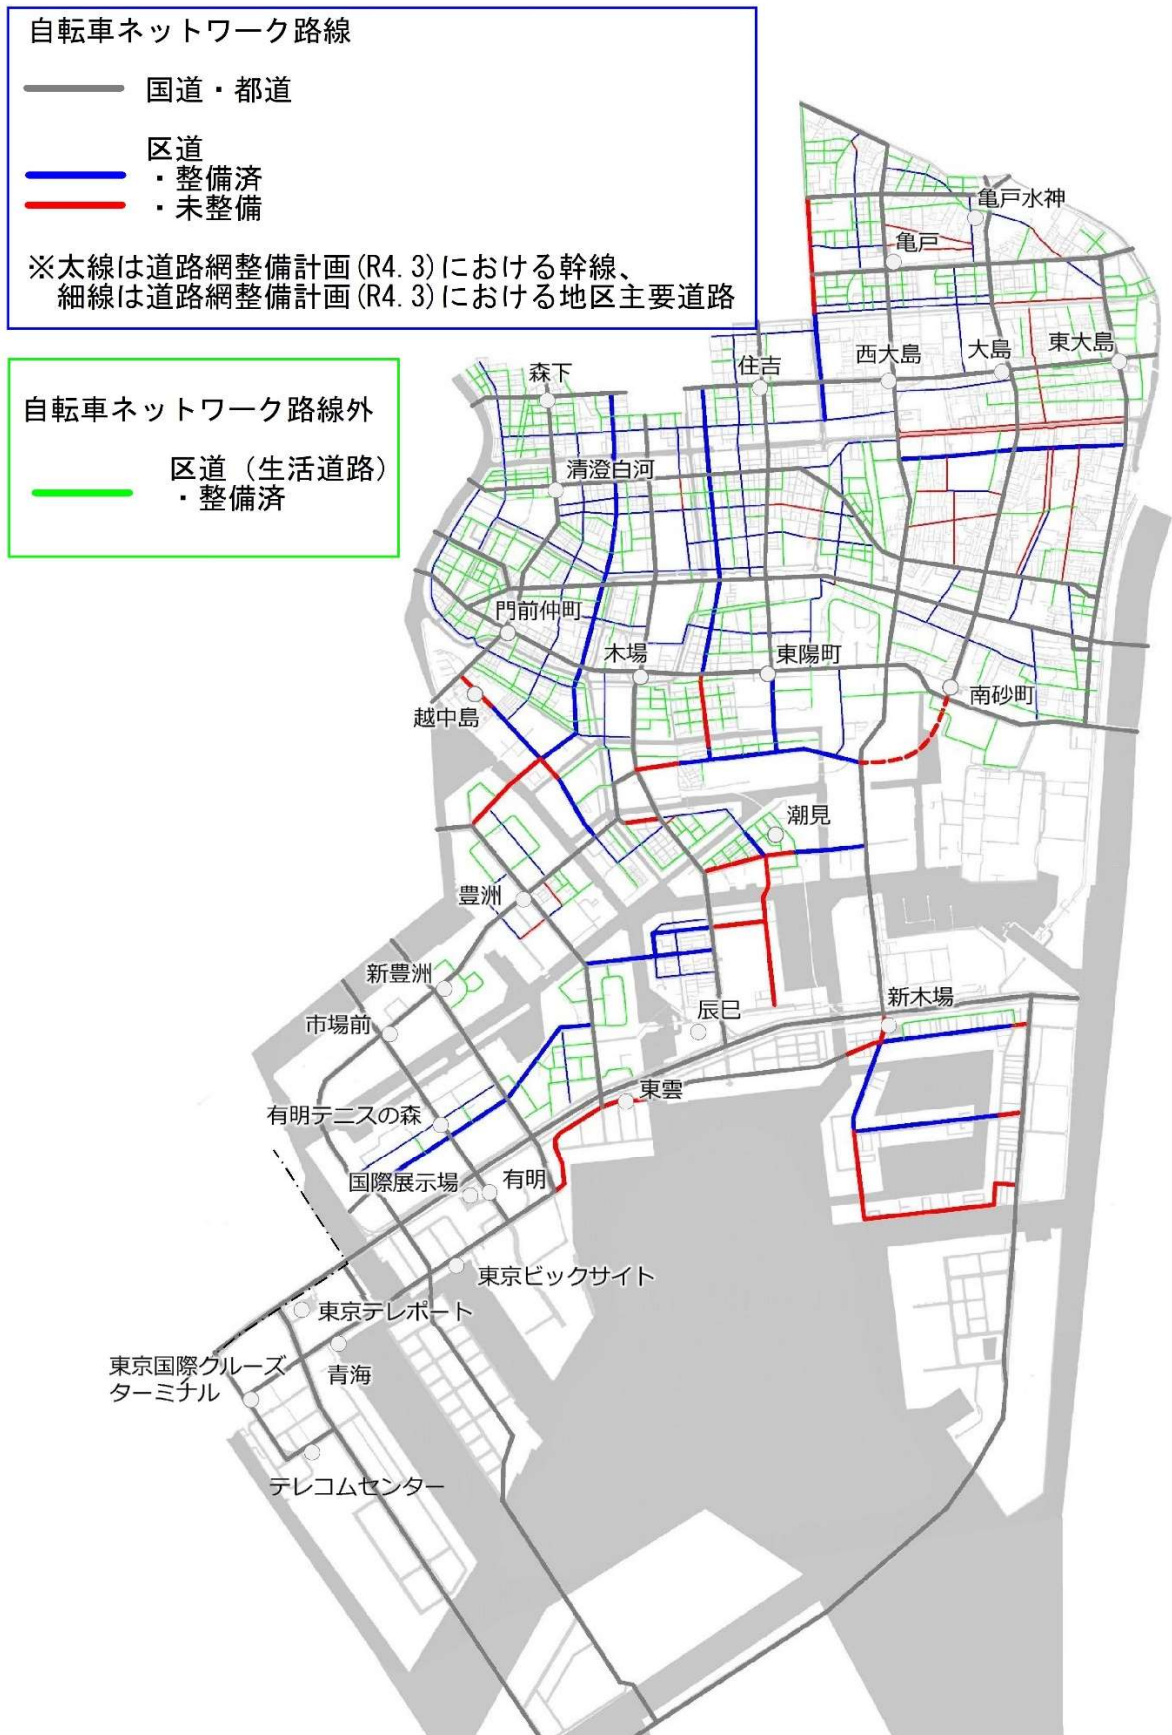 自転車ネットワーク路線
国道・都道
区道
・整備済
・未整備
※太線は道路網整備計画(R4.3)における幹線、
細線は道路網整備計画(R4.3)における地区主要道路
自転車ネットワーク路線外
区道（生活道路）
・整備済
亀戸水神
亀戸
東大島
大島
西大島
住吉
森下
清澄白河
門前仲町
木場
東陽町
南砂町
越中島
潮見
豊洲
新豊洲
市場前
辰巳
新木場
東雲
有明テニスの森
国際展示場
有明
東京ビックサイト
東京テレポート
青海
東京国際クルーズ
ターミナル
テレコムセンター